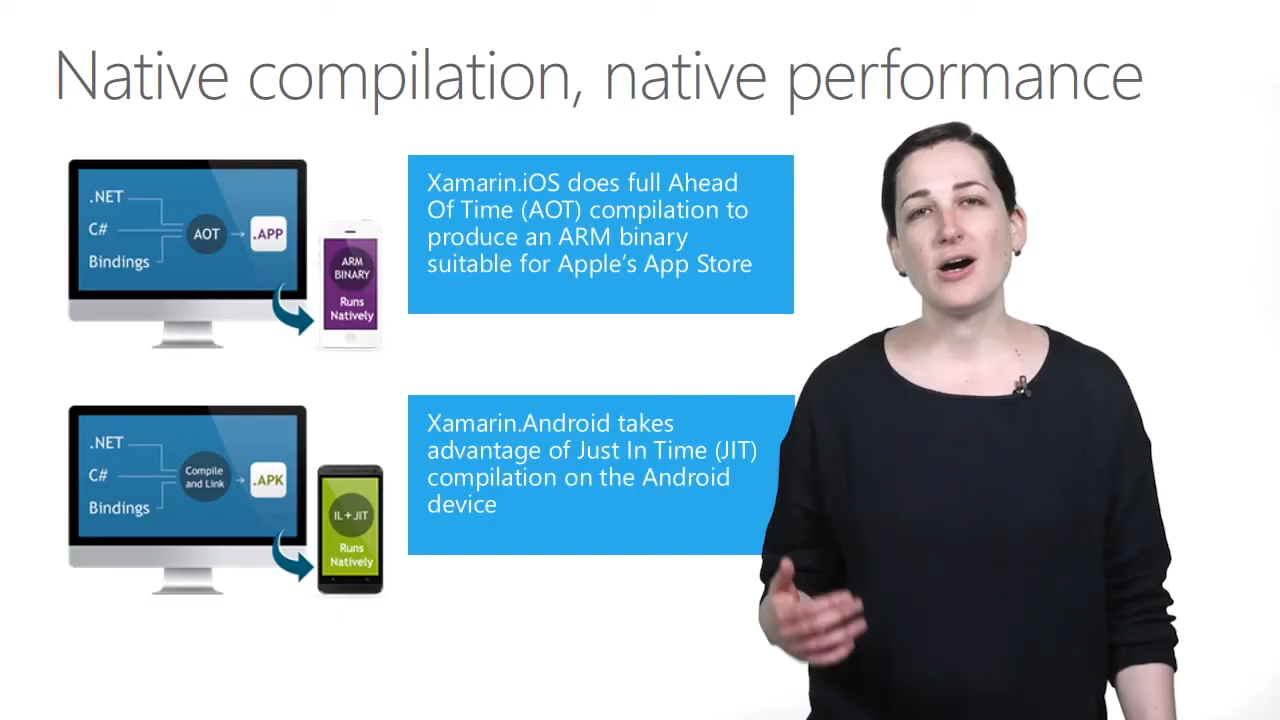 Native compilation, native performance
.NET
C#
Bindings
AOT
.APP
ARM
BINARY
Runs
Natively
Xamarin.iOS does full Ahead
Of Time (AOT) compilation to
produce an ARM binary
suitable for Apple’s App Store
.NET
C#
Bindings
Compile
and Link
.APK
IL+JIT
Runs
Natively
Xamarin.Android takes
advantage of Just In Time (JIT)
compilation on the Android
device